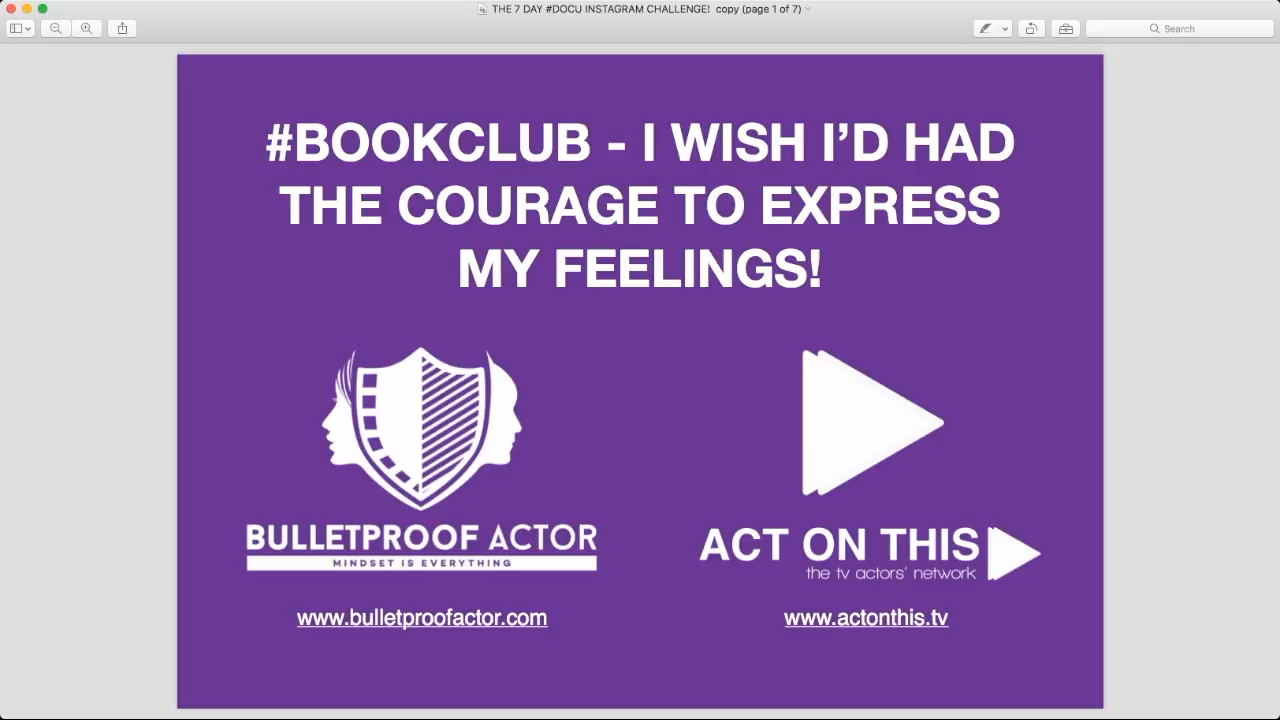 THE 7 DAY #DOCU INSTAGRAM CHALLENGE! copy (page 1 of 7)
Search
#BOOKCLUB - I WISH I’D HAD
THE COURAGE TO EXPRESS
MY FEELINGS!
BULLETPROOF ACTOR
MINDSET IS EVERYTHING
www.bulletproofactor.com
ACT ON THIS
the tv actors’ network
www.actonthis.tv